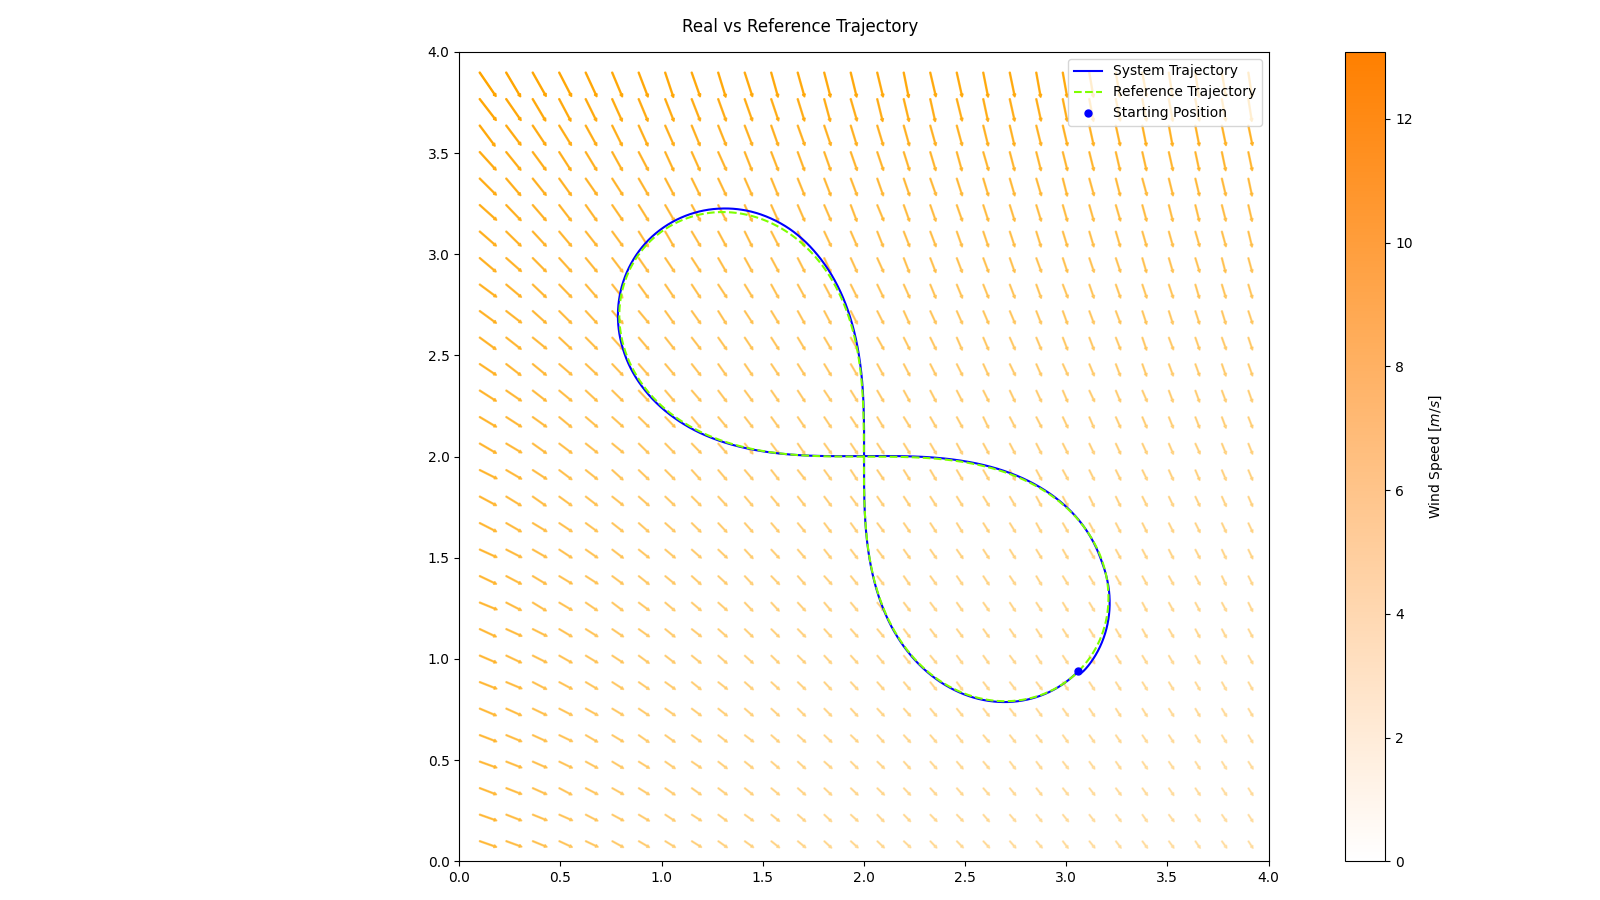 Real vs Reference Trajectory
System Trajectory
Reference Trajectory
Starting Position
4.0
3.5
3.0
2.5
2.0
1.5
1.0
0.5
0.0
0.0 0.5 1.0 1.5 2.0 2.5 3.0 3.5 4.0
12
10
8
6
4
2
0
Wind Speed [m/s]